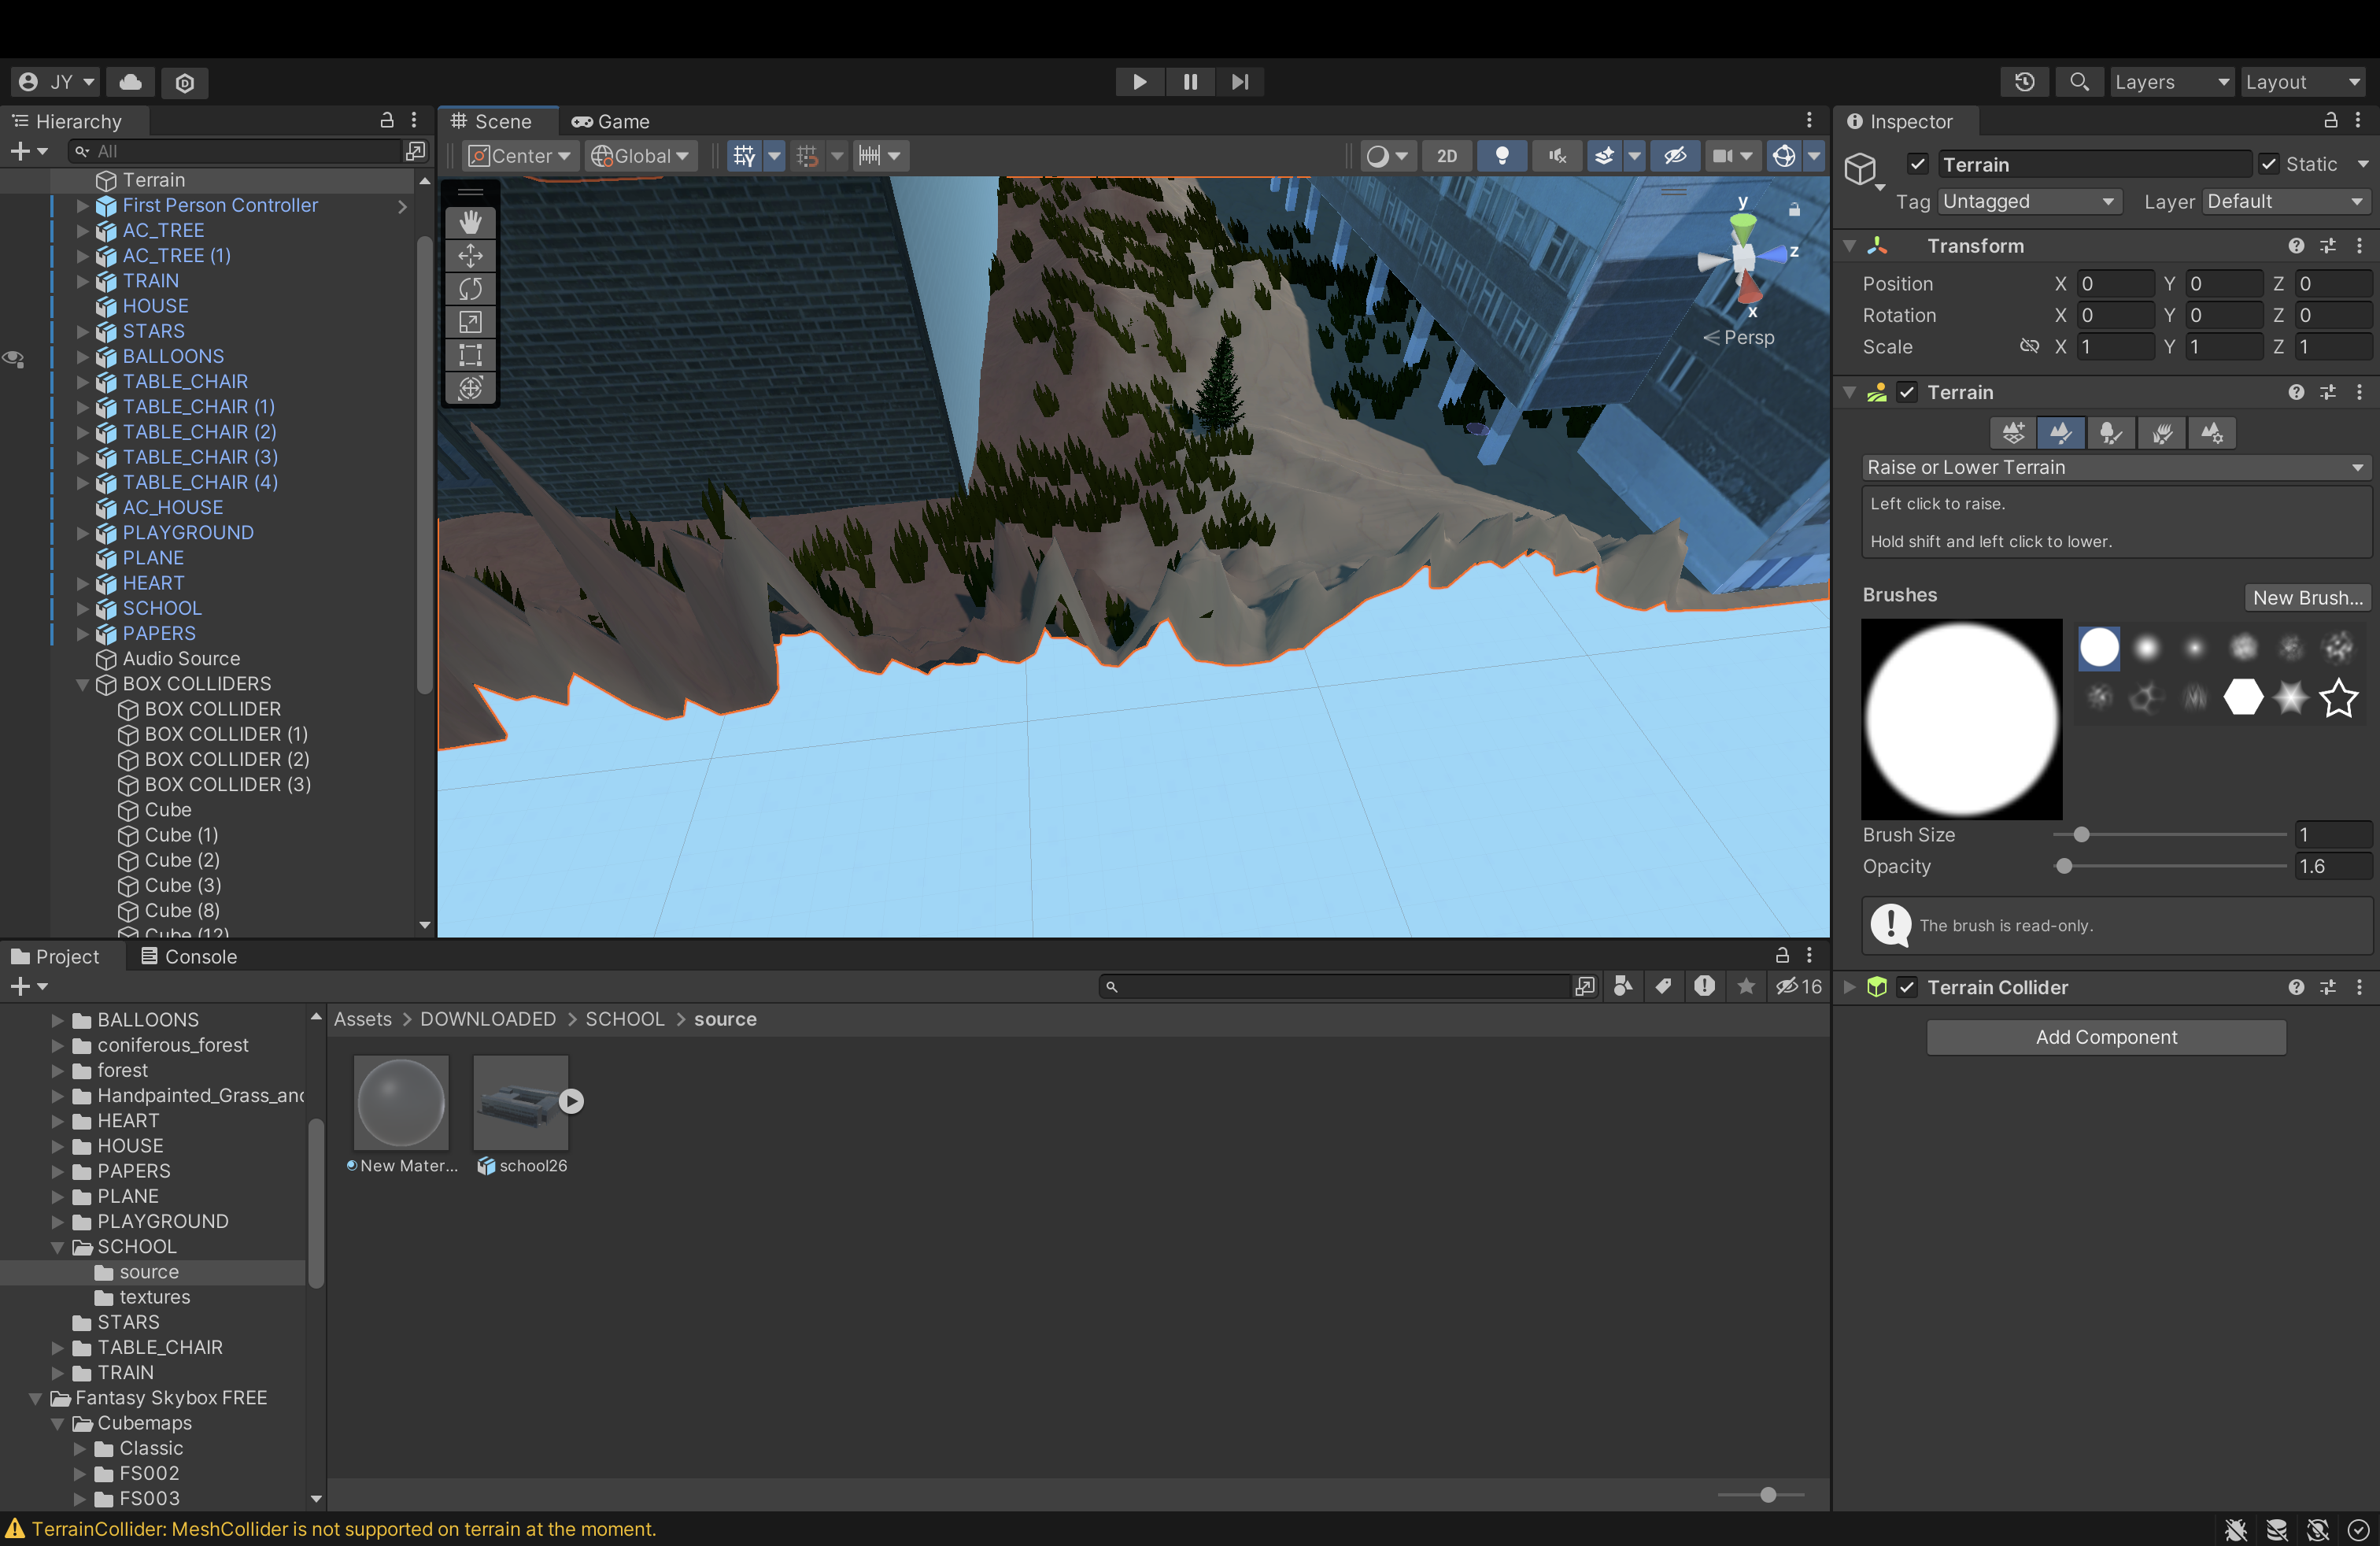 JY
Layers
Layout
Hierarchy
All
Terrain
First Person Controller
AC_TREE
AC_TREE (1)
TRAIN
HOUSE
STARS
BALLOONS
TABLE_CHAIR
TABLE_CHAIR (1)
TABLE_CHAIR (2)
TABLE_CHAIR (3)
TABLE_CHAIR (4)
AC_HOUSE
PLAYGROUND
PLANE
HEART
SCHOOL
PAPERS
Audio Source
BOX COLLIDERS
BOX COLLIDER
BOX COLLIDER (1)
BOX COLLIDER (2)
BOX COLLIDER (3)
Cube
Cube (1)
Cube (2)
Cube (3)
Cube (8)
Cube (12)
Scene
Game
Center
Global
2D
y
z
x
Persp
Inspector
Terrain
Static
Tag Untagged
Layer Default
Transform
Position X 0 Y 0 Z 0
Rotation X 0 Y 0 Z 0
Scale X 1 Y 1 Z 1
Terrain
Raise or Lower Terrain
Left click to raise.
Hold shift and left click to lower.
Brushes
New Brush...
Brush Size 1
Opacity 1.6
The brush is read-only.
Terrain Collider
Add Component
Project
Console
16
BALLOONS
coniferous_forest
forest
Handpainted_Grass_and
HEART
HOUSE
PAPERS
PLANE
PLAYGROUND
SCHOOL
source
textures
STARS
TABLE_CHAIR
TRAIN
Fantasy Skybox FREE
Cubemaps
Classic
FS002
FS003
Assets > DOWNLOADED > SCHOOL > source
New Mater...
school26
TerrainCollider: MeshCollider is not supported on terrain at the moment.